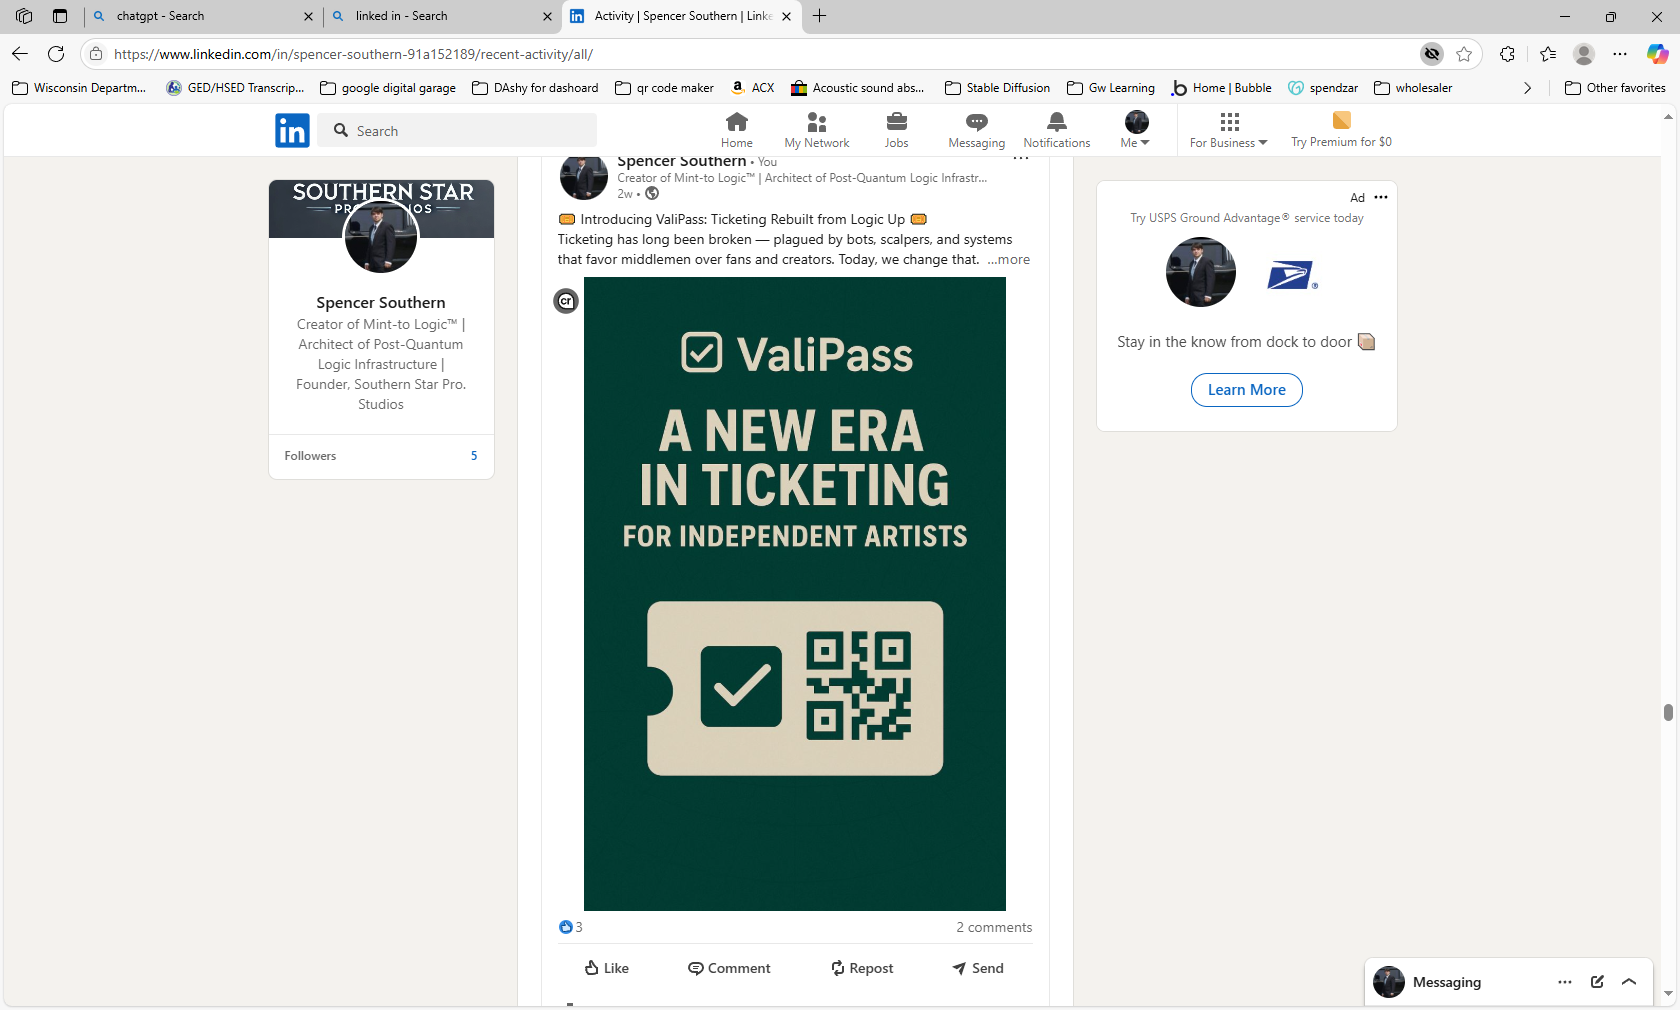 chatgpt - Search
linked in - Search
Activity | Spencer Southern | Linke
https://www.linkedin.com/in/spencer-southern-91a152189/recent-activity/all/
Wisconsin Departm...
GED/HSED Transcrip...
google digital garage
DAshy for dashoard
qr code maker
ACX
Acoustic sound abs...
Stable Diffusion
Gw Learning
Home | Bubble
spendzar
wholesaler
Other favorites
in
Search
Home
My Network
Jobs
Messaging
Notifications
Me
For Business
Try Premium for $0
SOUTHERN STAR
Spencer Southern
Creator of Mint-to Logic™ |
Architect of Post-Quantum
Logic Infrastructure |
Founder, Southern Star Pro.
Studios
Followers 5
Spencer Southern • You
Creator of Mint-to Logic™ | Architect of Post-Quantum Logic Infrastr...
2w •
🎟️ Introducing ValiPass: Ticketing Rebuilt from Logic Up 🎟️
Ticketing has long been broken — plagued by bots, scalpers, and systems
that favor middlemen over fans and creators. Today, we change that. ...more
cr
ValiPass
A NEW ERA
IN TICKETING
FOR INDEPENDENT ARTISTS
3
2 comments
Like
Comment
Repost
Send
Ad
Try USPS Ground Advantage® service today
Stay in the know from dock to door 📦
Learn More
Messaging